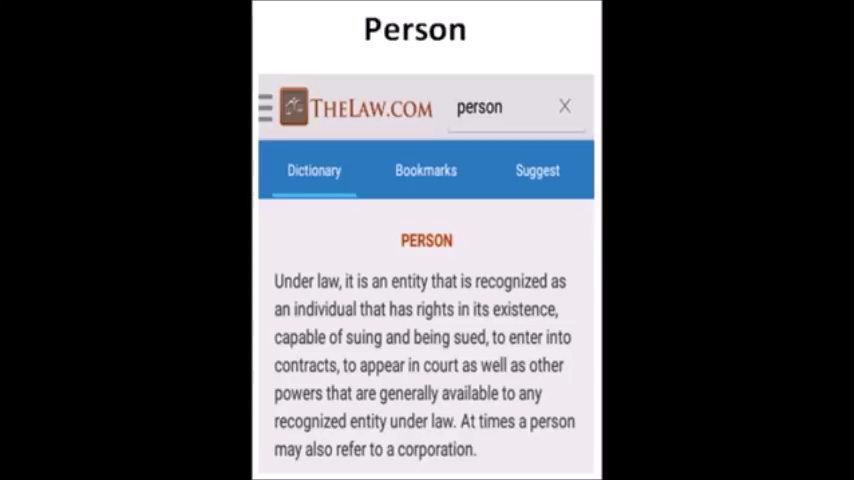 Person
THELAW.COM person X
Dictionary Bookmarks Suggest
PERSON
Under law, it is an entity that is recognized as
an individual that has rights in its existence,
capable of suing and being sued, to enter into
contracts, to appear in court as well as other
powers that are generally available to any
recognized entity under law. At times a person
may also refer to a corporation.